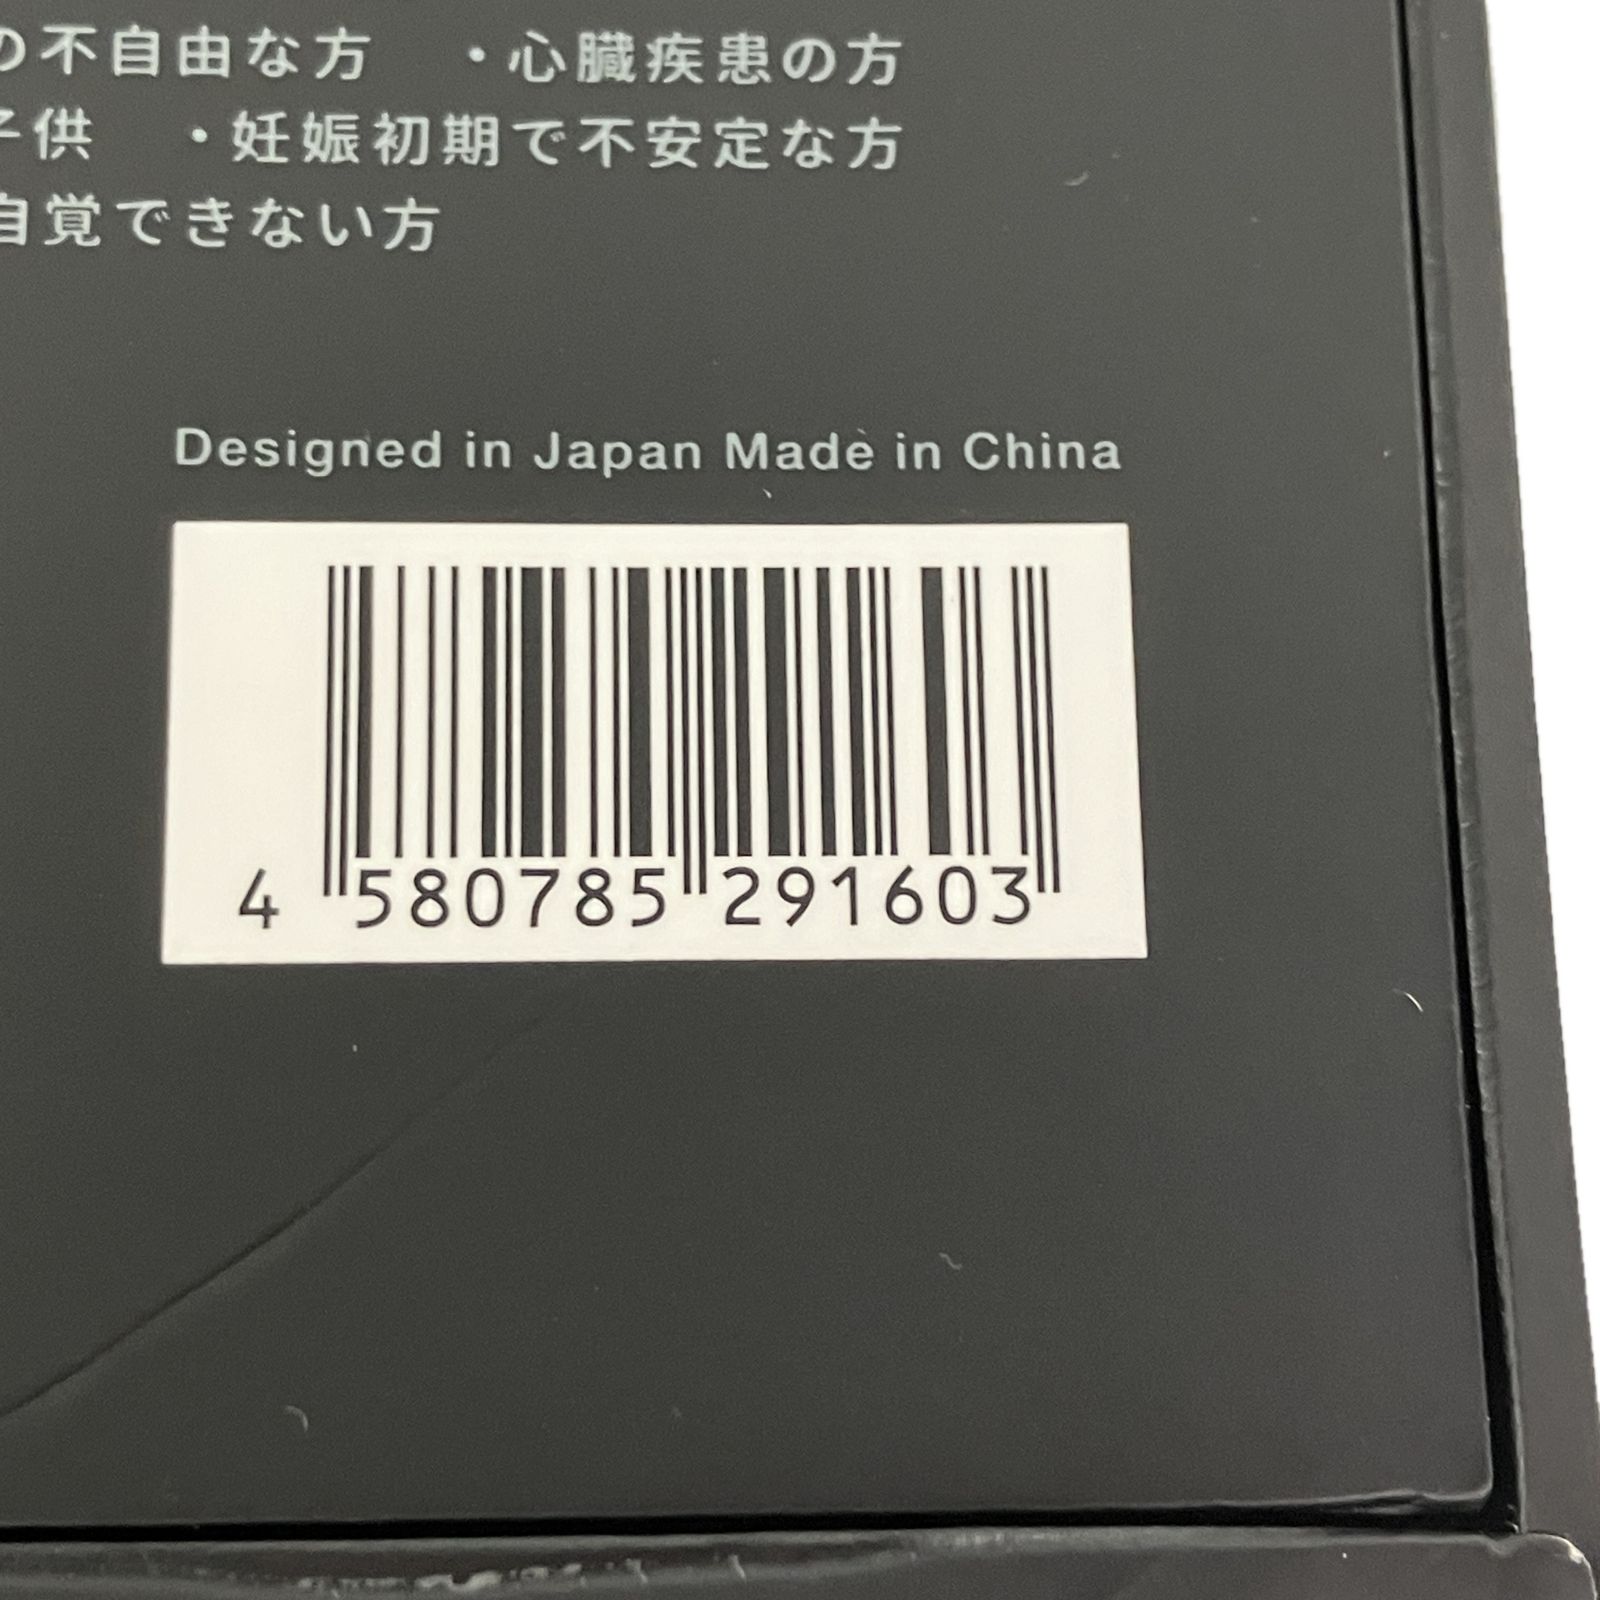 の不自由な方　・心臓疾患の方
子供　・妊娠初期で不安定な方
自覚できない方
Designed in Japan Made in China
4 580785 291603